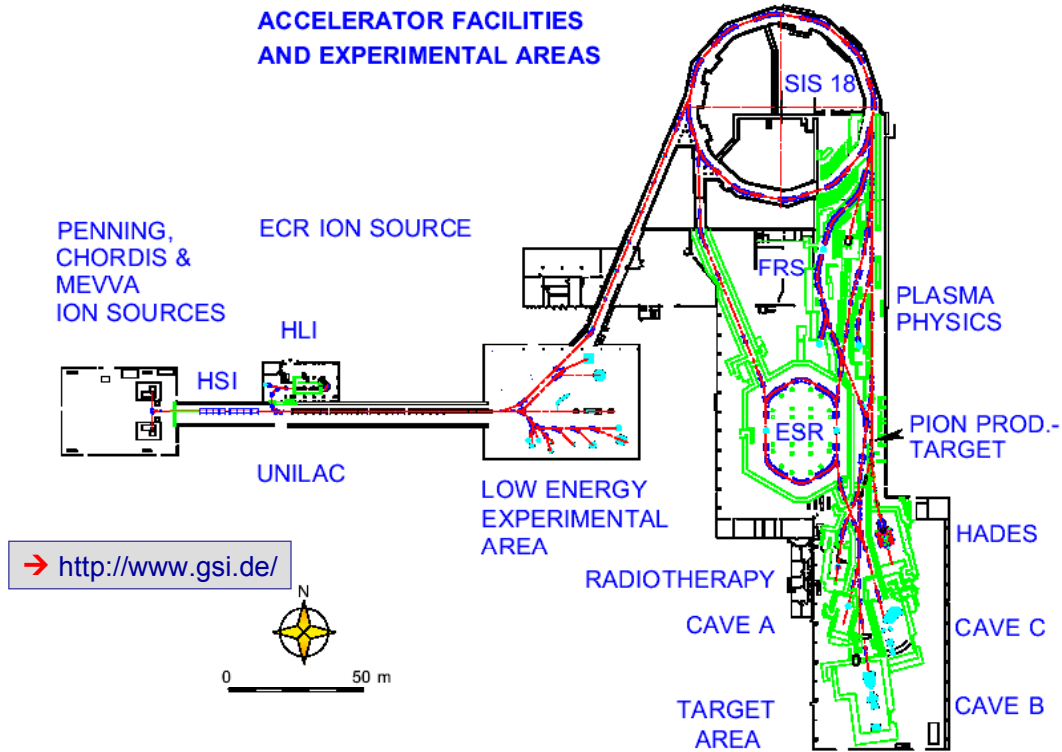 ACCELERATOR FACILITIES
AND EXPERIMENTAL AREAS
SIS 18
PENNING,
CHORDIS &
MEVVA
ION SOURCES
ECR ION SOURCE
FRS
PLASMA
PHYSICS
HLI
HSI
ESR
PION PROD.-
TARGET
UNILAC
LOW ENERGY
EXPERIMENTAL
AREA
HADES
→ http://www.gsi.de/
RADIOTHERAPY
N
CAVE A
CAVE C
0 50 m
CAVE B
TARGET
AREA